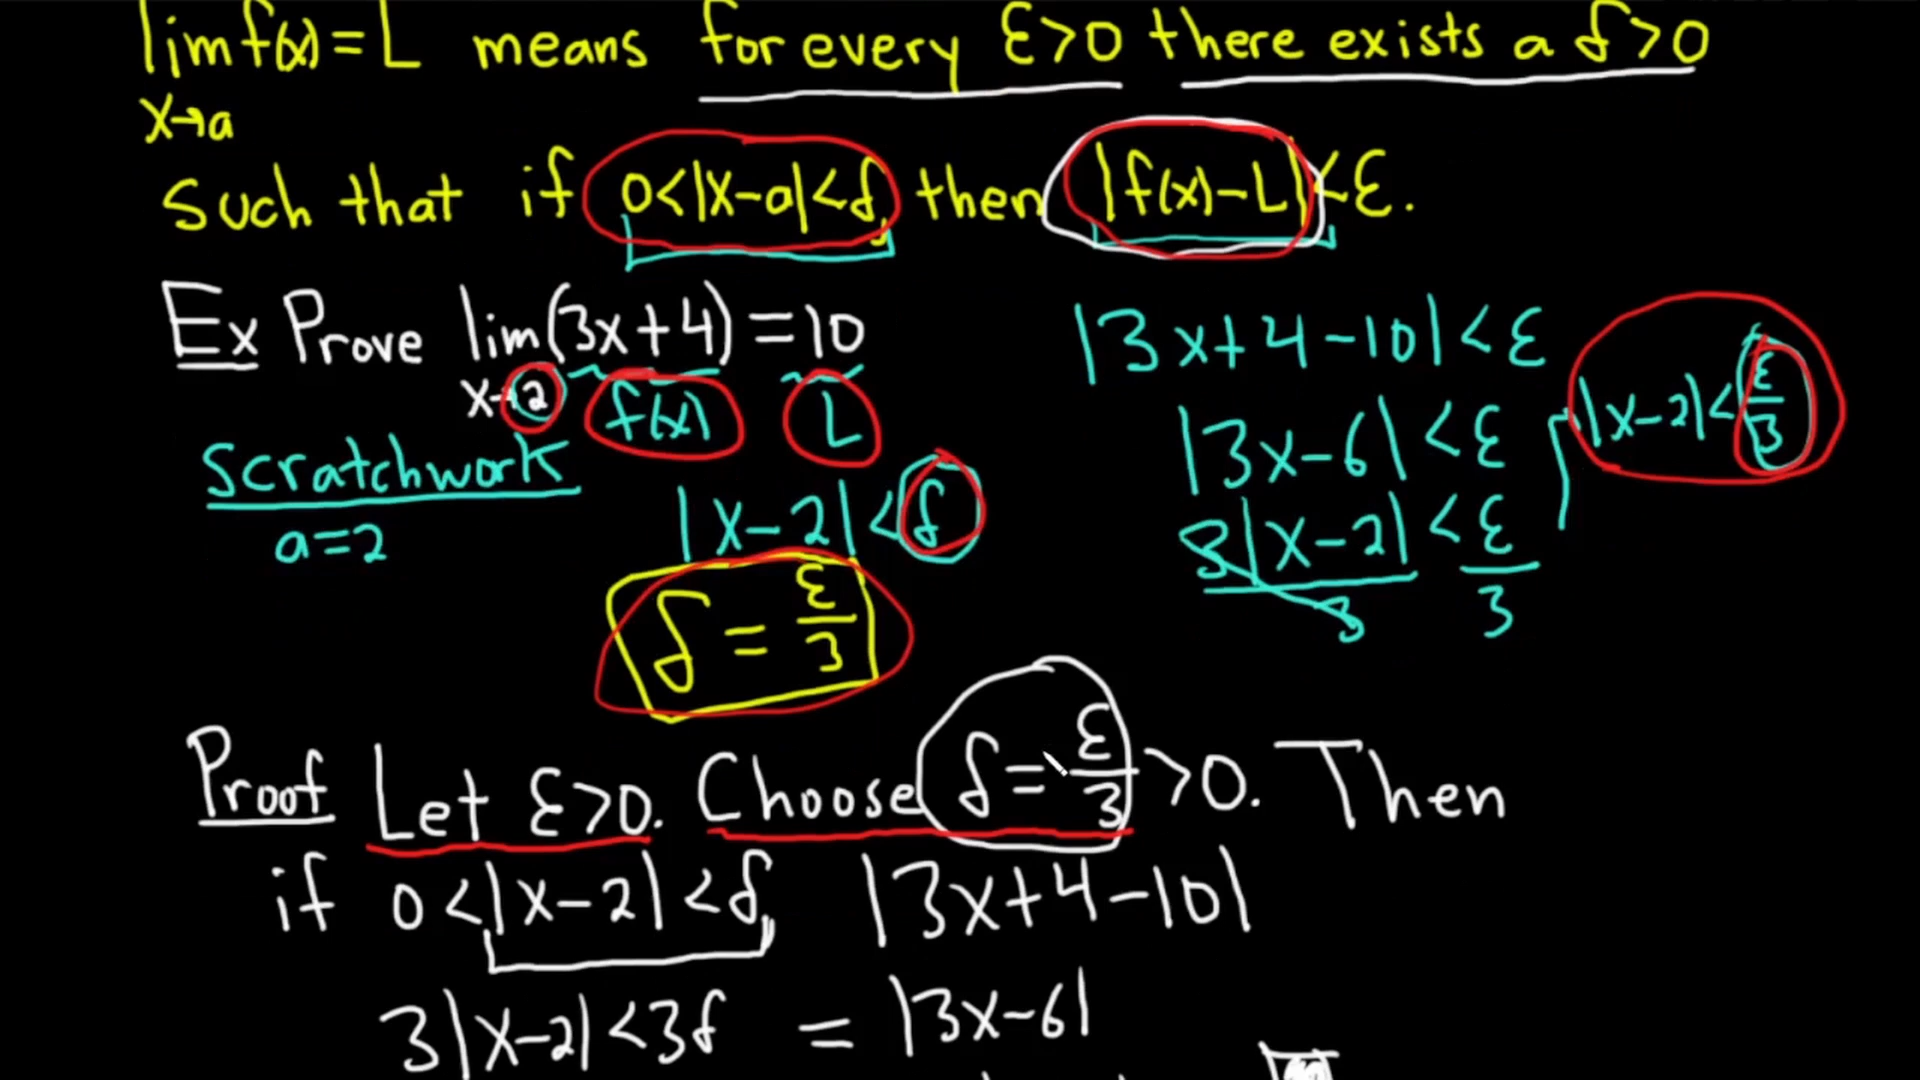 lim f(x) = L means for every ε>0 there exists a δ>0
x→a
Such that if 0<|x-a|<δ, then |f(x)-L|<ε.
Ex Prove lim (3x+4) = 10
x→2 f(x) L
Scratchwork
a=2
|x-2|<δ
δ = ε/3
|3x+4-10|<ε
|3x-6|<ε
3|x-2|/3 < ε/3
|x-2|<ε/3
Proof Let ε>0. Choose δ = ε/3 >0. Then
if 0<|x-2|<δ, |3x+4-10|
3|x-2|<3δ = |3x-6|